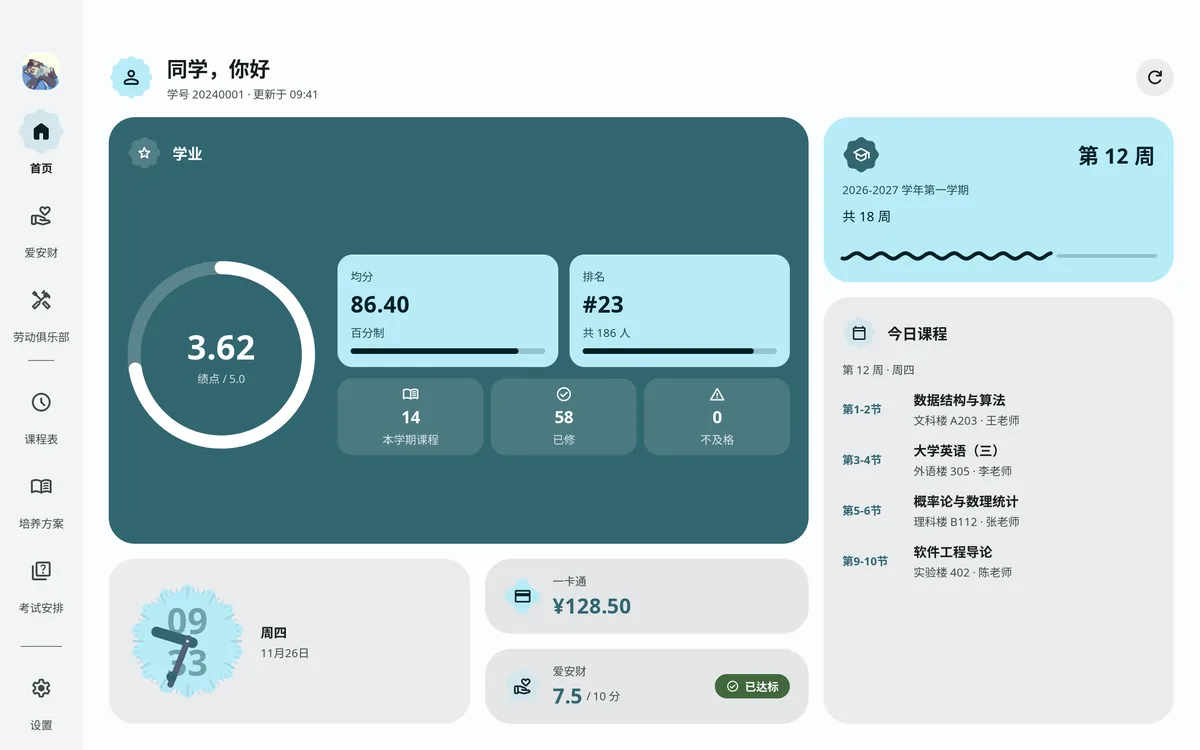 首页
爱安财
劳动俱乐部
课程表
培养方案
考试安排
设置
同学，你好
学号 20240001 · 更新于 09:41
学业
3.62
绩点 / 5.0
均分
86.40
百分制
排名
#23
共 186 人
14
本学期课程
58
已修
0
不及格
第 12 周
2026-2027 学年第一学期
共 18 周
今日课程
第 12 周 · 周四
第1-2节
数据结构与算法
文科楼 A203 · 王老师
第3-4节
大学英语（三）
外语楼 305 · 李老师
第5-6节
概率论与数理统计
理科楼 B112 · 张老师
第9-10节
软件工程导论
实验楼 402 · 陈老师
09
33
周四
11月26日
一卡通
¥128.50
爱安财
7.5 / 10 分
已达标